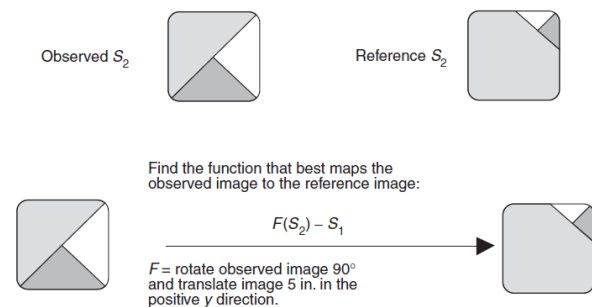 Observed S₂
Reference S₂
Find the function that best maps the
observed image to the reference image:
F(S₂) – S₁
F = rotate observed image 90°
and translate image 5 in. in the
positive y direction.